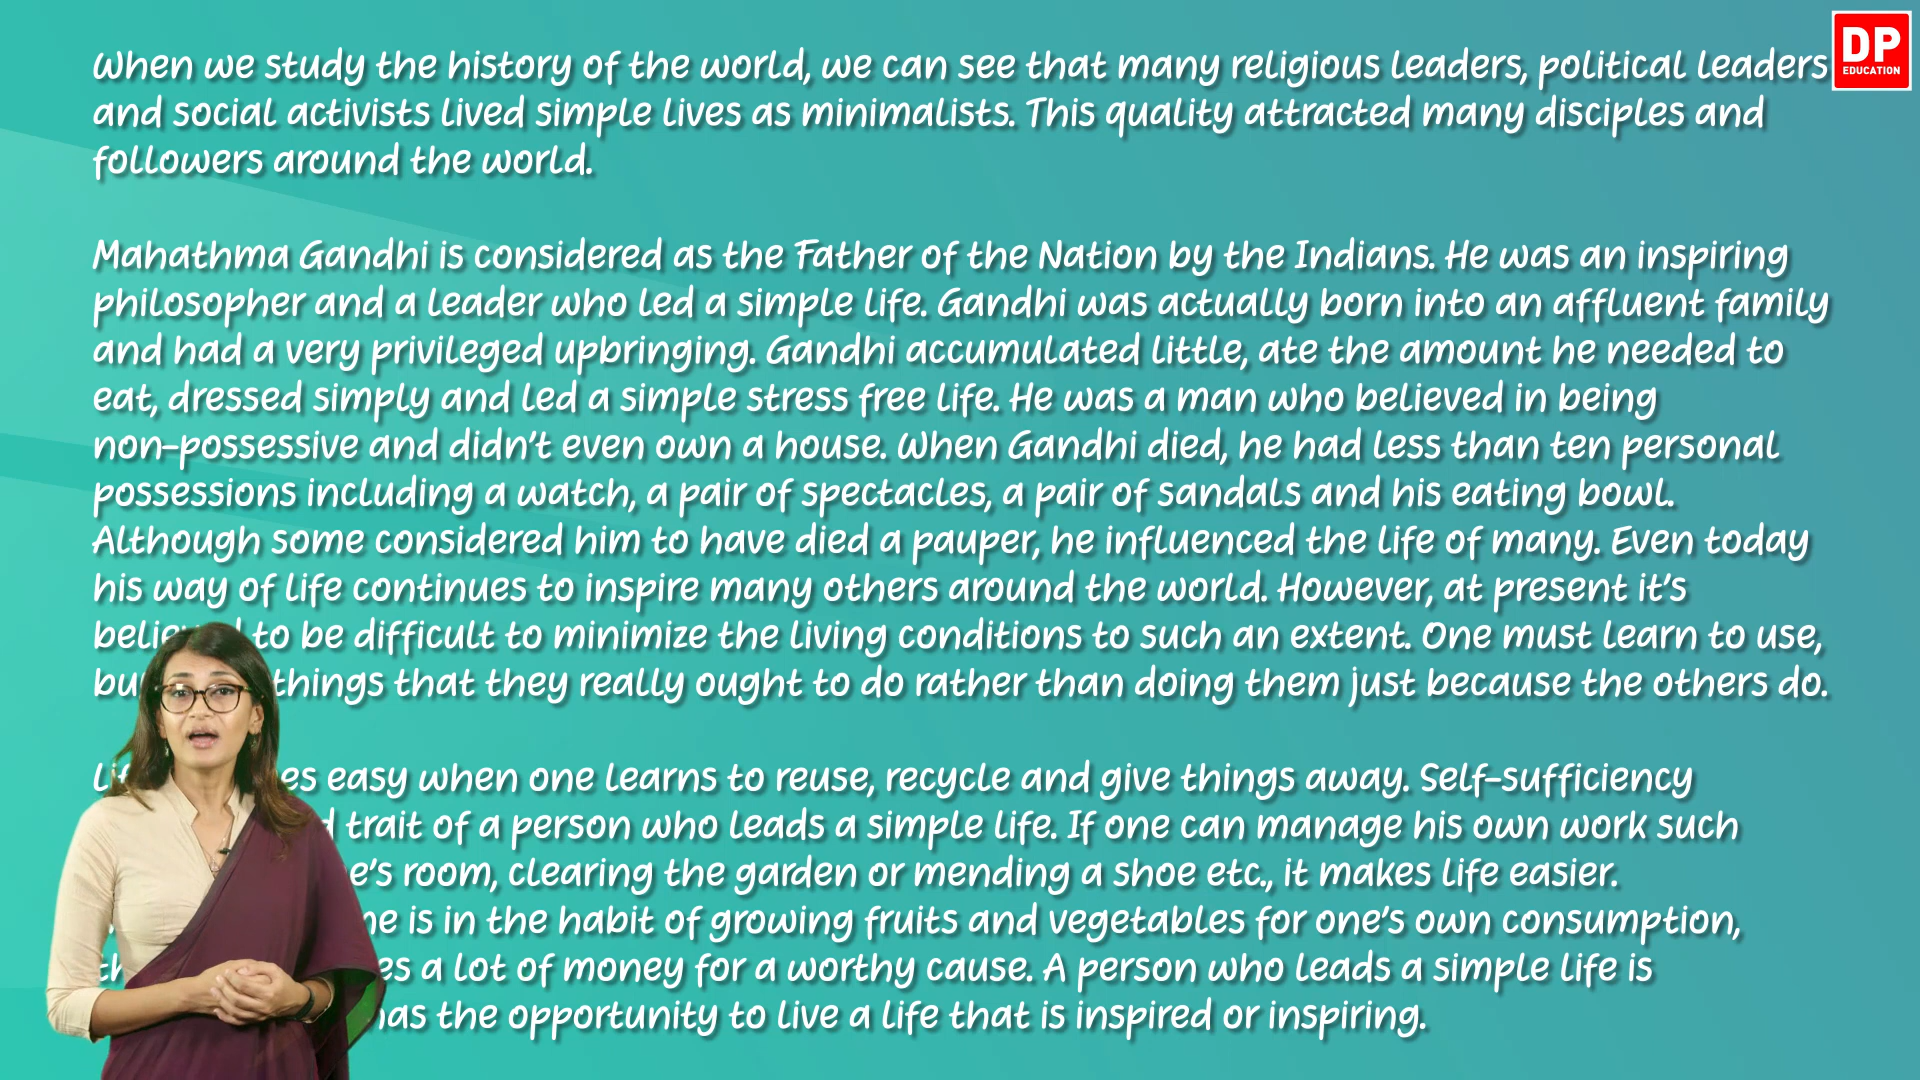 When we study the history of the world, we can see that many religious leaders, political leaders
and social activists lived simple lives as minimalists. This quality attracted many disciples and
followers around the world.
Mahathma Gandhi is considered as the Father of the Nation by the Indians. He was an inspiring
philosopher and a leader who led a simple life. Gandhi was actually born into an affluent family
and had a very privileged upbringing. Gandhi accumulated little, ate the amount he needed to
eat, dressed simply and led a simple stress free life. He was a man who believed in being
non-possessive and didn't even own a house. When Gandhi died, he had less than ten personal
possessions including a watch, a pair of spectacles, a pair of sandals and his eating bowl.
Although some considered him to have died a pauper, he influenced the life of many. Even today
his way of life continues to inspire many others around the world. However, at present it's
to be difficult to minimize the living conditions to such an extent. One must learn to use,
things that they really ought to do rather than doing them just because the others do.
easy when one learns to reuse, recycle and give things away. Self-sufficiency
trait of a person who leads a simple life. If one can manage his own work such
room, clearing the garden or mending a shoe etc., it makes life easier.
is in the habit of growing fruits and vegetables for one's own consumption,
a lot of money for a worthy cause. A person who leads a simple life is
has the opportunity to live a life that is inspired or inspiring.
DP
EDUCATION